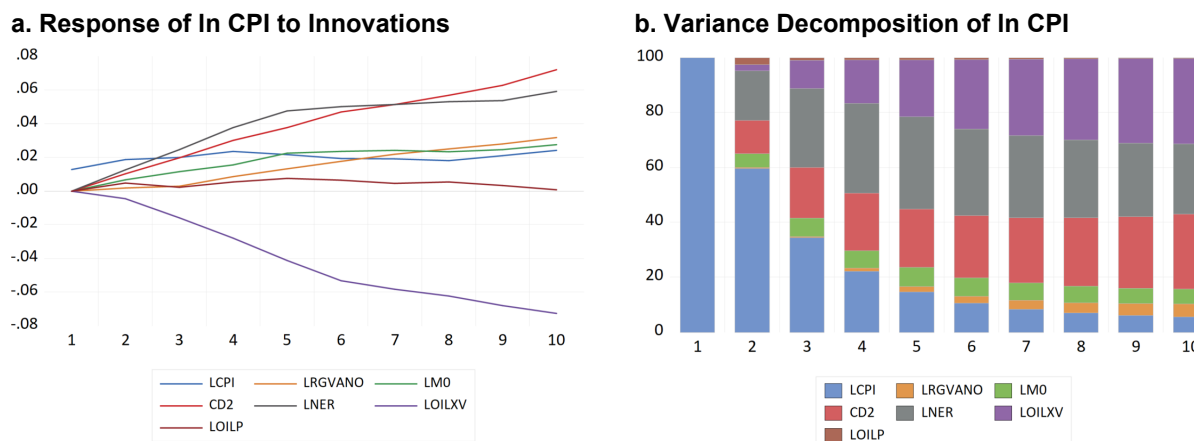 a. Response of ln CPI to Innovations
.08
.06
.04
.02
.00
-.02
-.04
-.06
-.08
1 2 3 4 5 6 7 8 9 10
LCPI LRGVANO LM0
CD2 LNER LOILXV
LOILP
b. Variance Decomposition of ln CPI
100
80
60
40
20
0
1 2 3 4 5 6 7 8 9 10
LCPI LRGVANO LM0
CD2 LNER LOILXV
LOILP